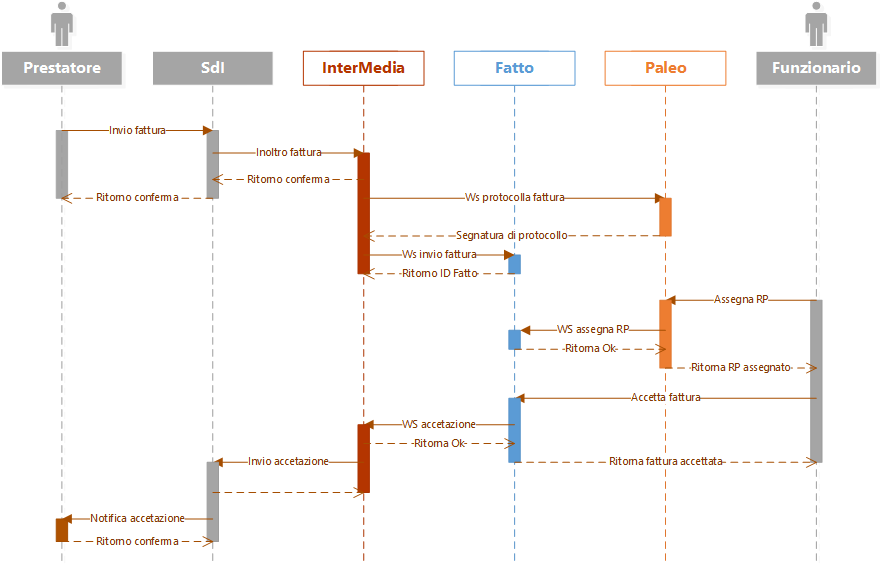 Prestatore
SdI
InterMedia
Fatto
Paleo
Funzionario
Invio fattura
Inoltro fattura
Ritorno conferma
Ritorno conferma
Ws protocolla fattura
Segnatura di protocollo
Ws invio fattura
Ritorno ID Fatto
Assegna RP
WS assegna RP
Ritorna Ok
Ritorna RP assegnato
Accetta fattura
WS accetazione
Ritorna Ok
Invio accetazione
Ritorna fattura accettata
Notifica accetazione
Ritorno conferma